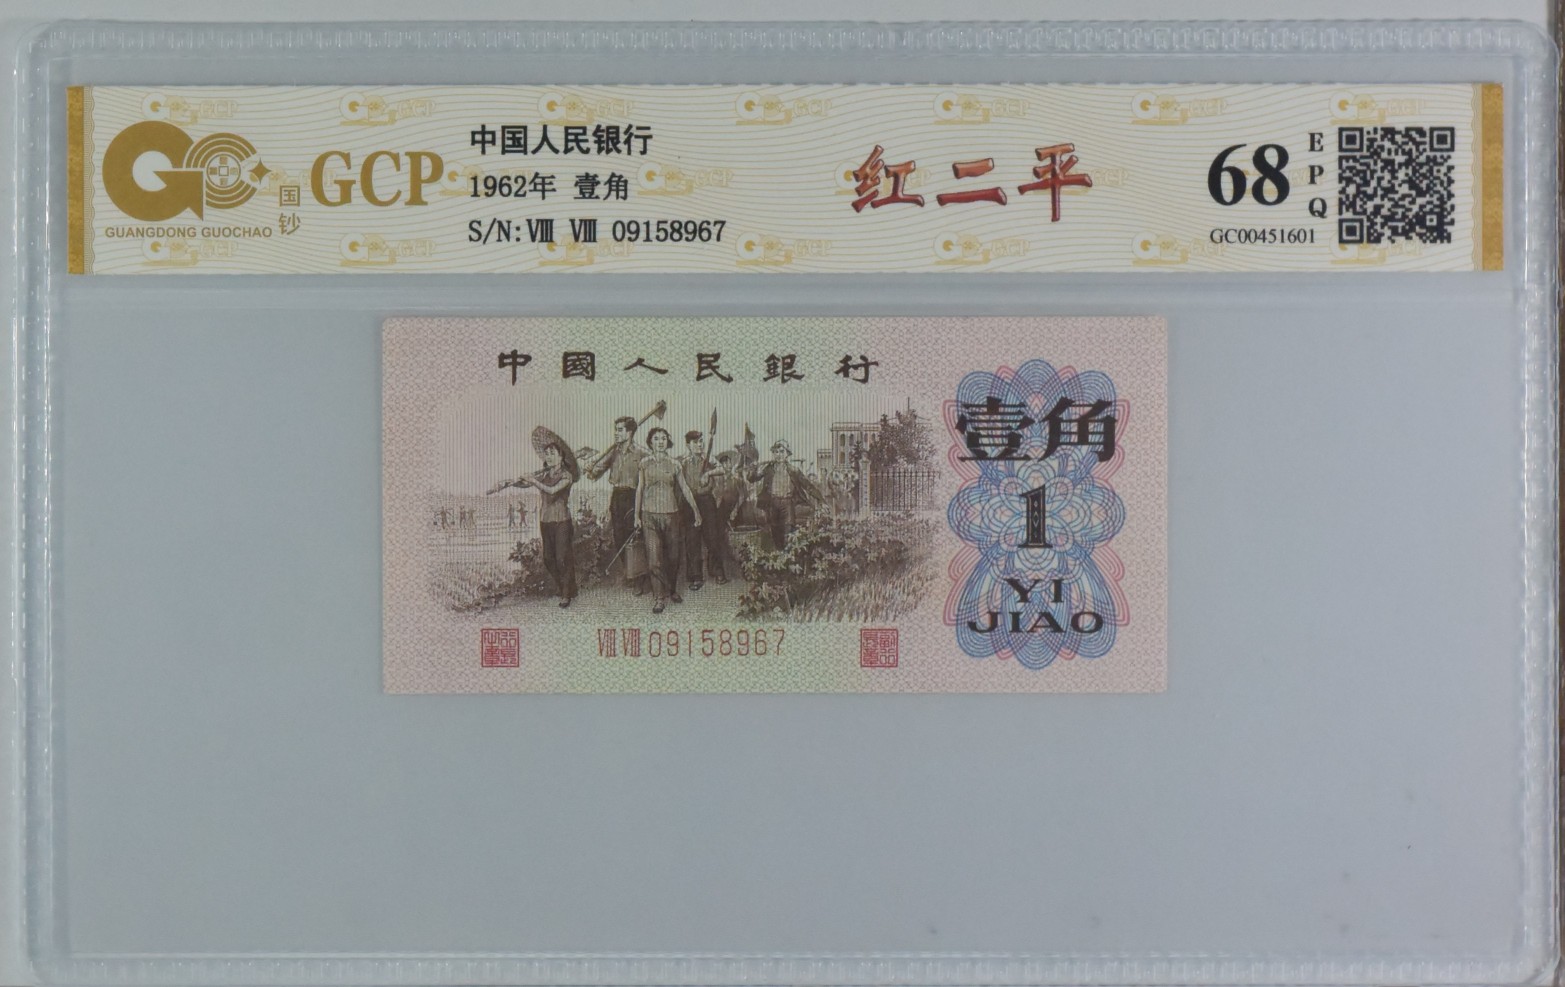 GCP
GUANGDONG GUOCHAO
国钞
中国人民银行
1962年 壹角
S/N:Ⅷ Ⅷ 09158967
红二平
68
EPQ
GC00451601
中國人民銀行
壹角
1
YI
JIAO
ⅧⅧ09158967